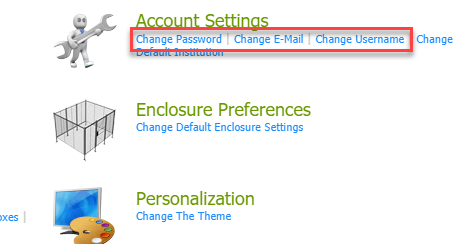 Account Settings
Change Password | Change E-Mail | Change Username | Change
Default Institution
Enclosure Preferences
Change Default Enclosure Settings
Personalization
oxes |
Change The Theme